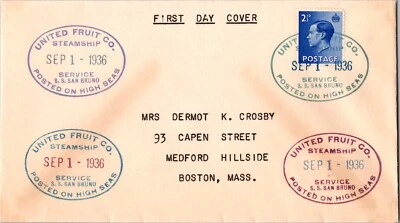 FIRST DAY COVER
UNITED FRUIT CO.
STEAMSHIP
SEP 1 - 1936
SERVICE
S. S. SAN BRUNO
POSTED ON HIGH SEAS
2½D
POSTAGE
UNITED FRUIT CO.
STEAMSHIP
SEP 1 - 1936
SERVICE
S. S. SAN BRUNO
POSTED ON HIGH SEAS
MRS DERMOT K. CROSBY
93 CAPEN STREET
MEDFORD HILLSIDE
BOSTON, MASS.
UNITED FRUIT CO.
STEAMSHIP
SEP 1 - 1936
SERVICE
S. S. SAN BRUNO
POSTED ON HIGH SEAS
UNITED FRUIT CO.
STEAMSHIP
SEP 1 - 1936
SERVICE
S. S. SAN BRUNO
POSTED ON HIGH SEAS